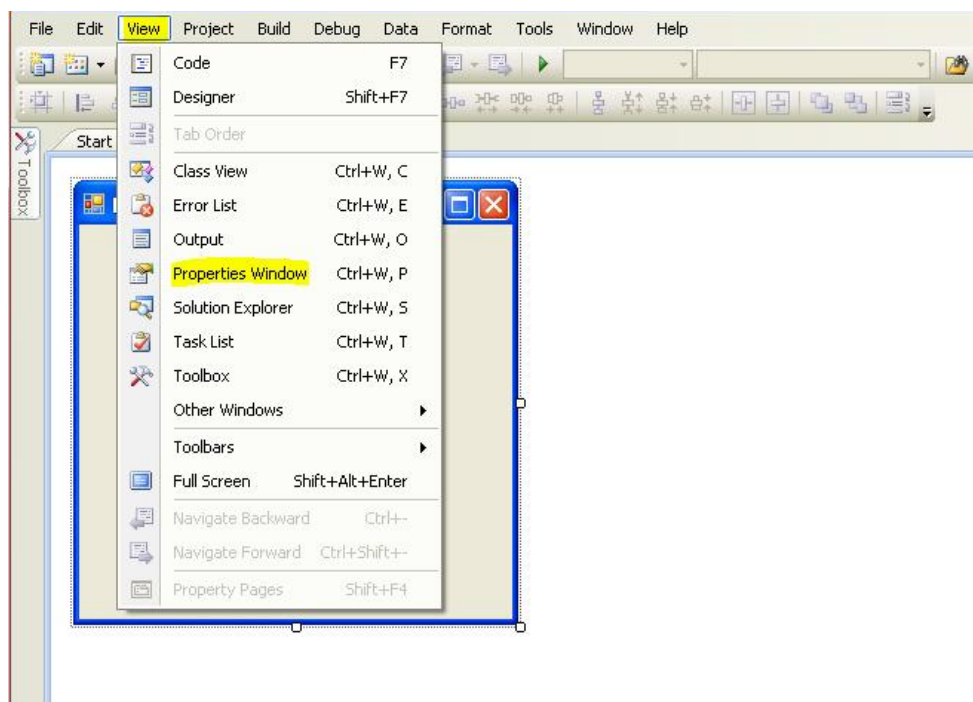 File Edit View Project Build Debug Data Format Tools Window Help
Code F7
Designer Shift+F7
Tab Order
Start
Toolbox
Class View Ctrl+W, C
Error List Ctrl+W, E
Output Ctrl+W, O
Properties Window Ctrl+W, P
Solution Explorer Ctrl+W, S
Task List Ctrl+W, T
Toolbox Ctrl+W, X
Other Windows
Toolbars
Full Screen Shift+Alt+Enter
Navigate Backward Ctrl+-
Navigate Forward Ctrl+Shift+-
Property Pages Shift+F4